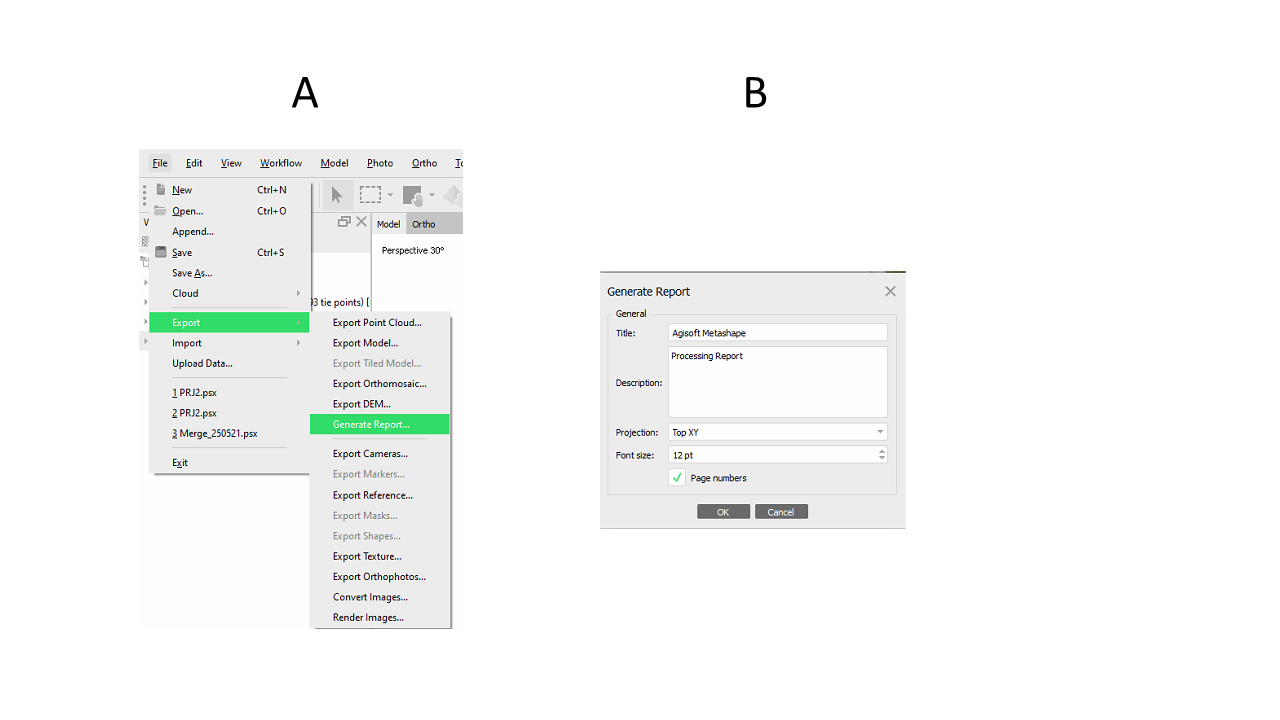 A
B
File Edit View Workflow Model Photo Ortho
New Ctrl+N
Open... Ctrl+O
Append...
Save Ctrl+S
Save As...
Cloud
Export
Import
Upload Data...
1 PRJ2.psx
2 PRJ2.psx
3 Merge_250521.psx
Exit
Model Ortho
Perspective 30°
93 tie points) [
Export Point Cloud...
Export Model...
Export Tiled Model...
Export Orthomosaic...
Export DEM...
Generate Report...
Export Cameras...
Export Markers...
Export Reference...
Export Masks...
Export Shapes...
Export Texture...
Export Orthophotos...
Convert Images...
Render Images...
Generate Report
General
Title: Agisoft Metashape
Description: Processing Report
Projection: Top XY
Font size: 12 pt
Page numbers
OK Cancel